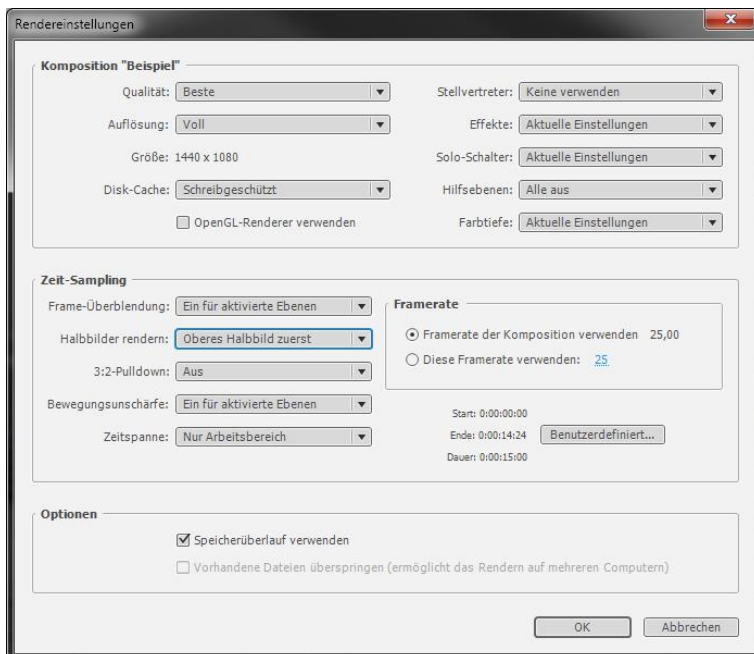 Rendereinstellungen
Komposition "Beispiel"
Qualität: Beste
Auflösung: Voll
Größe: 1440 x 1080
Disk-Cache: Schreibgeschützt
OpenGL-Renderer verwenden
Stellvertreter: Keine verwenden
Effekte: Aktuelle Einstellungen
Solo-Schalter: Aktuelle Einstellungen
Hilfsebenen: Alle aus
Farbtiefe: Aktuelle Einstellungen
Zeit-Sampling
Frame-Überblendung: Ein für aktivierte Ebenen
Halbbilder rendern: Oberes Halbbild zuerst
3:2-Pulldown: Aus
Bewegungsunschärfe: Ein für aktivierte Ebenen
Zeitspanne: Nur Arbeitsbereich
Framerate
Framerate der Komposition verwenden 25,00
Diese Framerate verwenden: 25
Start: 0:00:00:00
Ende: 0:00:14:24 Benutzerdefiniert...
Dauer: 0:00:15:00
Optionen
Speicherüberlauf verwenden
Vorhandene Dateien überspringen (ermöglicht das Rendern auf mehreren Computern)
OK Abbrechen